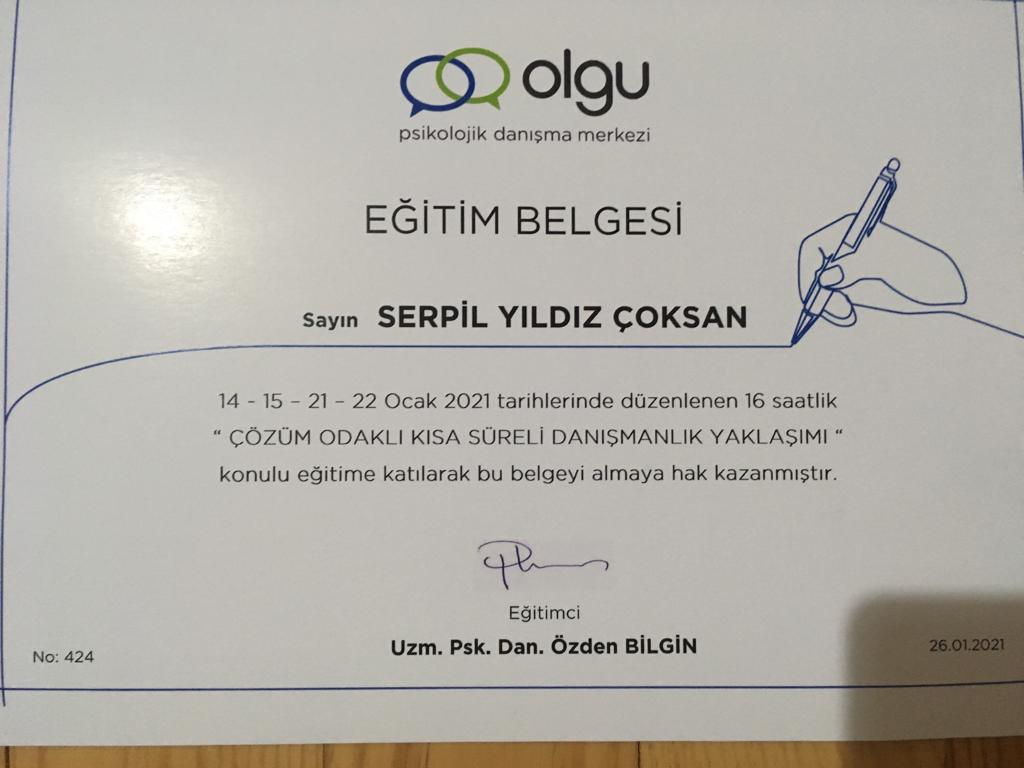 olgu
psikolojik danışma merkezi
EĞİTİM BELGESİ
Sayın SERPİL YILDIZ ÇOKSAN
14 - 15 – 21 – 22 Ocak 2021 tarihlerinde düzenlenen 16 saatlik
“ ÇÖZÜM ODAKLI KISA SÜRELİ DANIŞMANLIK YAKLAŞIMI “
konulu eğitime katılarak bu belgeyi almaya hak kazanmıştır.
Eğitimci
Uzm. Psk. Dan. Özden BİLGİN
No: 424
26.01.2021